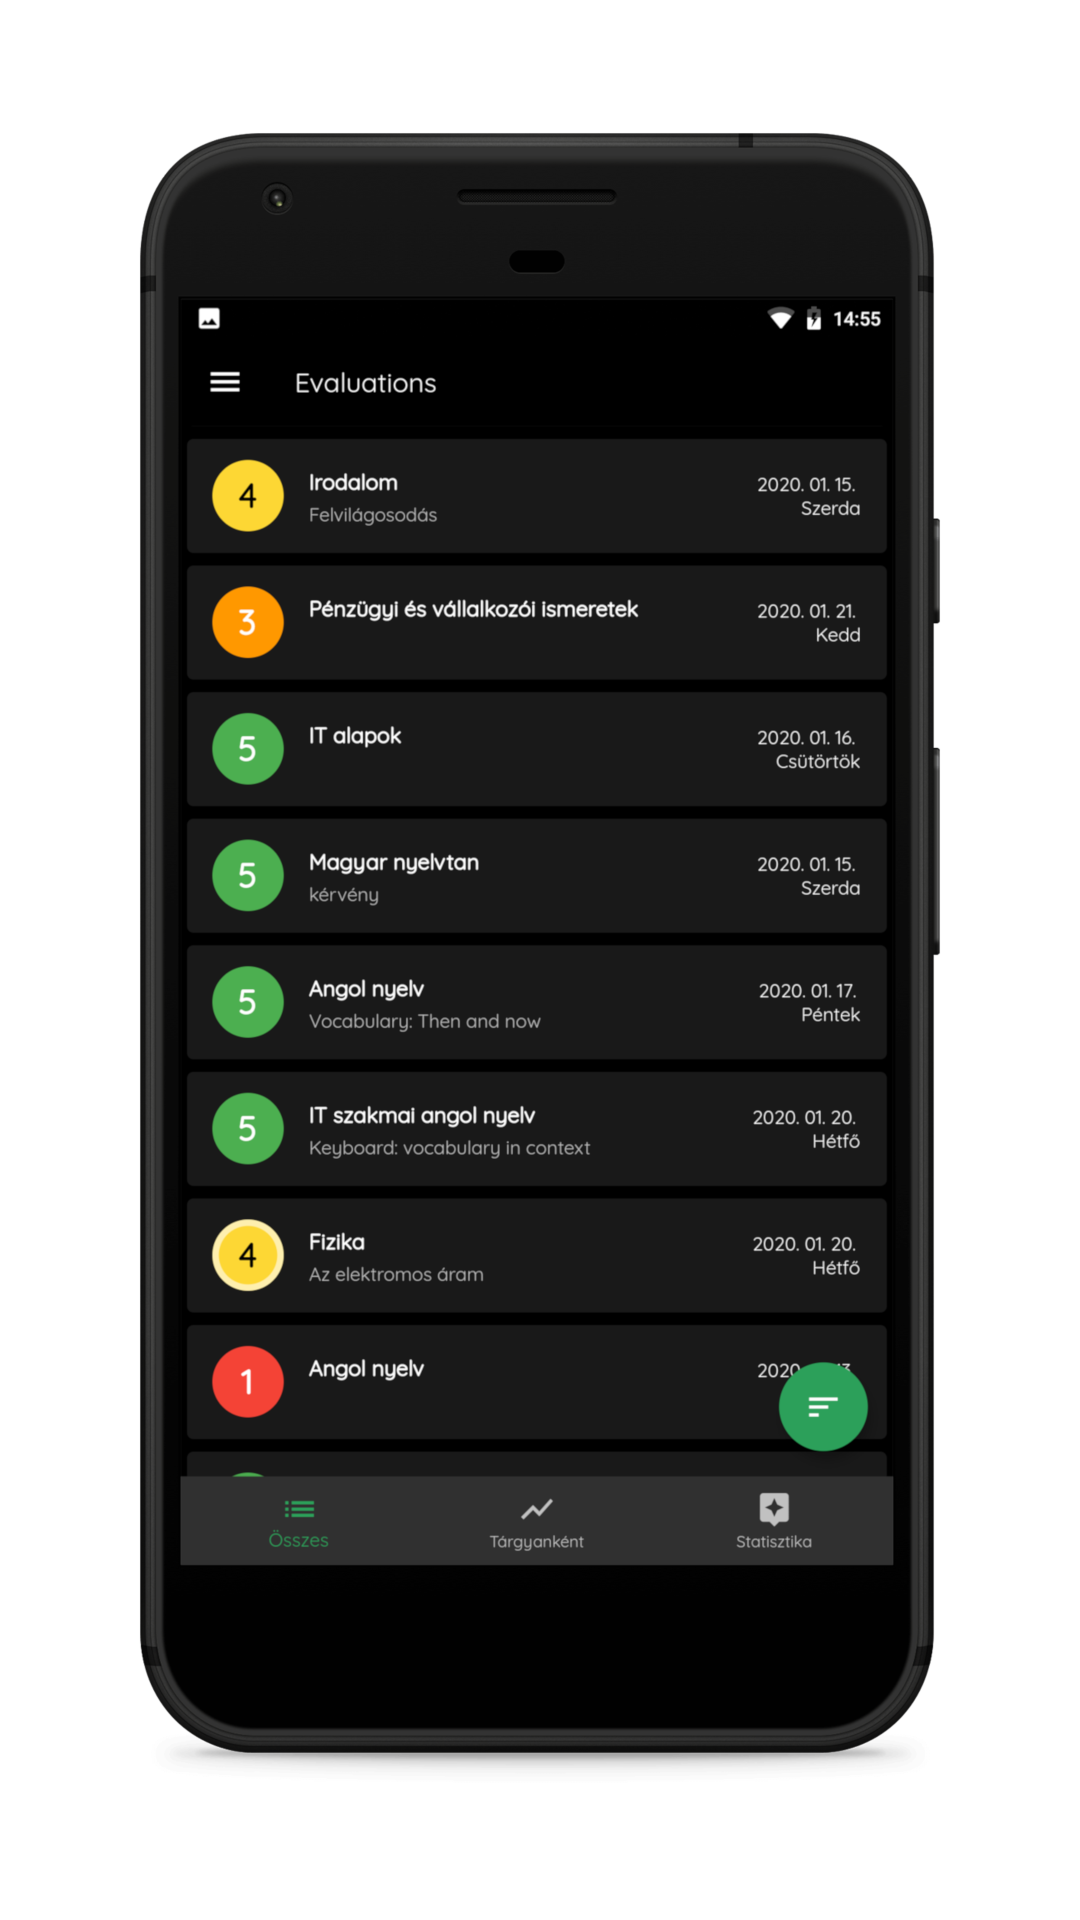 14:55
Evaluations
4
Irodalom
Felvilágosodás
2020. 01. 15.
Szerda
3
Pénzügyi és vállalkozói ismeretek
2020. 01. 21.
Kedd
5
IT alapok
2020. 01. 16.
Csütörtök
5
Magyar nyelvtan
kérvény
2020. 01. 15.
Szerda
5
Angol nyelv
Vocabulary: Then and now
2020. 01. 17.
Péntek
5
IT szakmai angol nyelv
Keyboard: vocabulary in context
2020. 01. 20.
Hétfő
4
Fizika
Az elektromos áram
2020. 01. 20.
Hétfő
1
Angol nyelv
2020
Összes
Tárgyanként
Statisztika